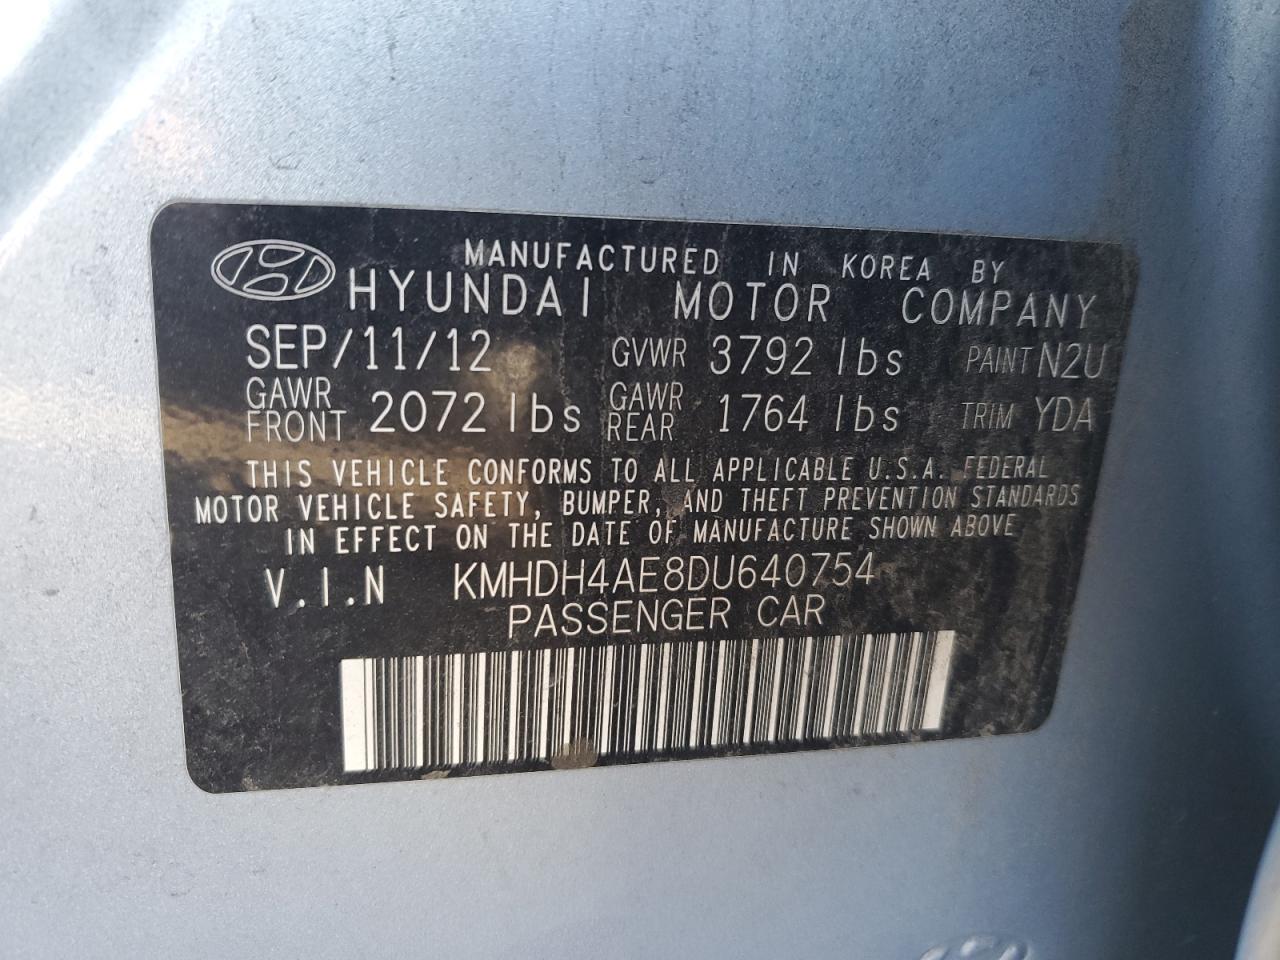 MANUFACTURED IN KOREA BY
HYUNDAI MOTOR COMPANY
SEP/11/12 GVWR 3792 lbs PAINT N2U
GAWR FRONT 2072 lbs GAWR REAR 1764 lbs TRIM YDA
THIS VEHICLE CONFORMS TO ALL APPLICABLE U.S.A. FEDERAL
MOTOR VEHICLE SAFETY, BUMPER, AND THEFT PREVENTION STANDARDS
IN EFFECT ON THE DATE OF MANUFACTURE SHOWN ABOVE
V.I.N KMHDH4AE8DU640754
PASSENGER CAR